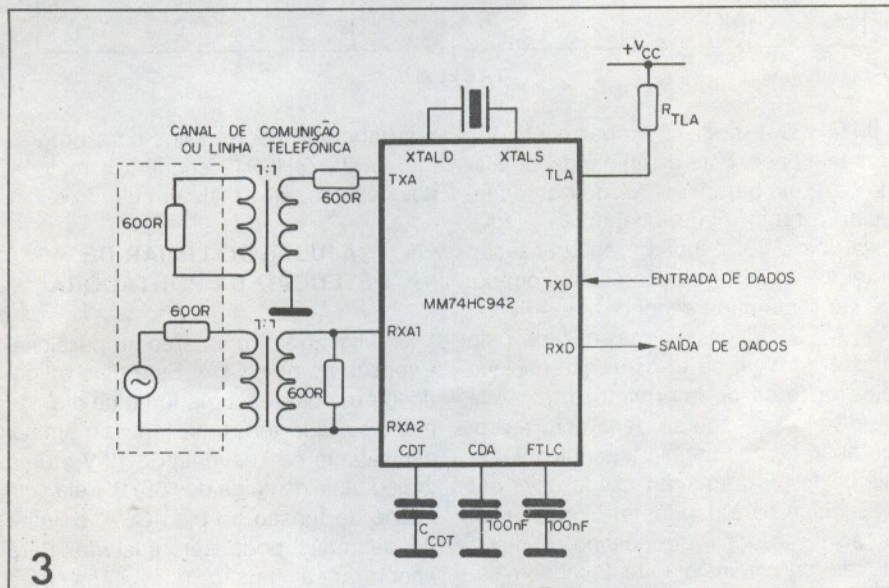 +VCC
RTLA
CANAL DE COMUNIÇÃO
OU LINHA TELEFÔNICA
1:1
600R
600R
TXA
XTALD
XTALS
TLA
TXD
ENTRADA DE DADOS
MM74HC942
RXD
SAÍDA DE DADOS
600R
1:1
RXA1
600R
RXA2
CDT
CDA
FTLC
CCDT
100nF
100nF
3